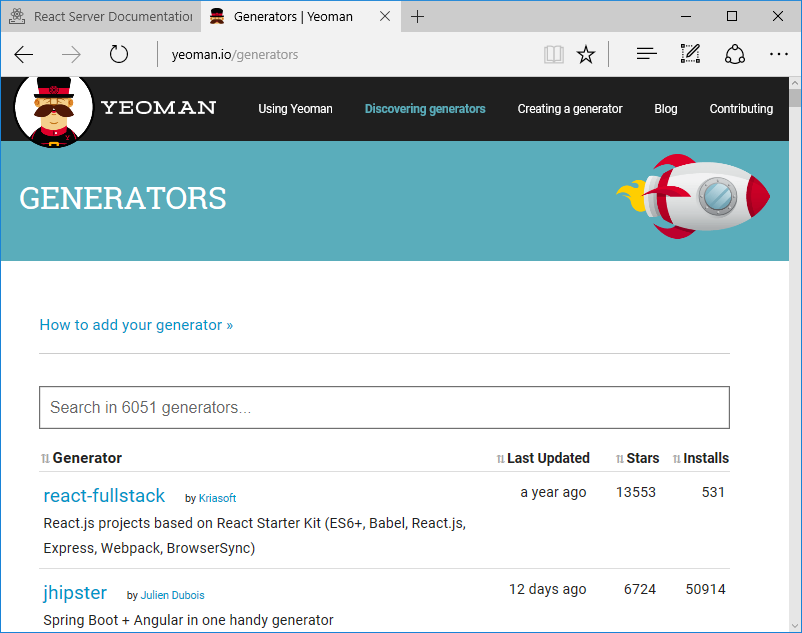 React Server Documentation
Generators | Yeoman
yeoman.io/generators
YEOMAN
Using Yeoman
Discovering generators
Creating a generator
Blog
Contributing
GENERATORS
How to add your generator »
Search in 6051 generators...
Generator Last Updated Stars Installs
react-fullstack by Kriasoft a year ago 13553 531
React.js projects based on React Starter Kit (ES6+, Babel, React.js,
Express, Webpack, BrowserSync)
jhipster by Julien Dubois 12 days ago 6724 50914
Spring Boot + Angular in one handy generator